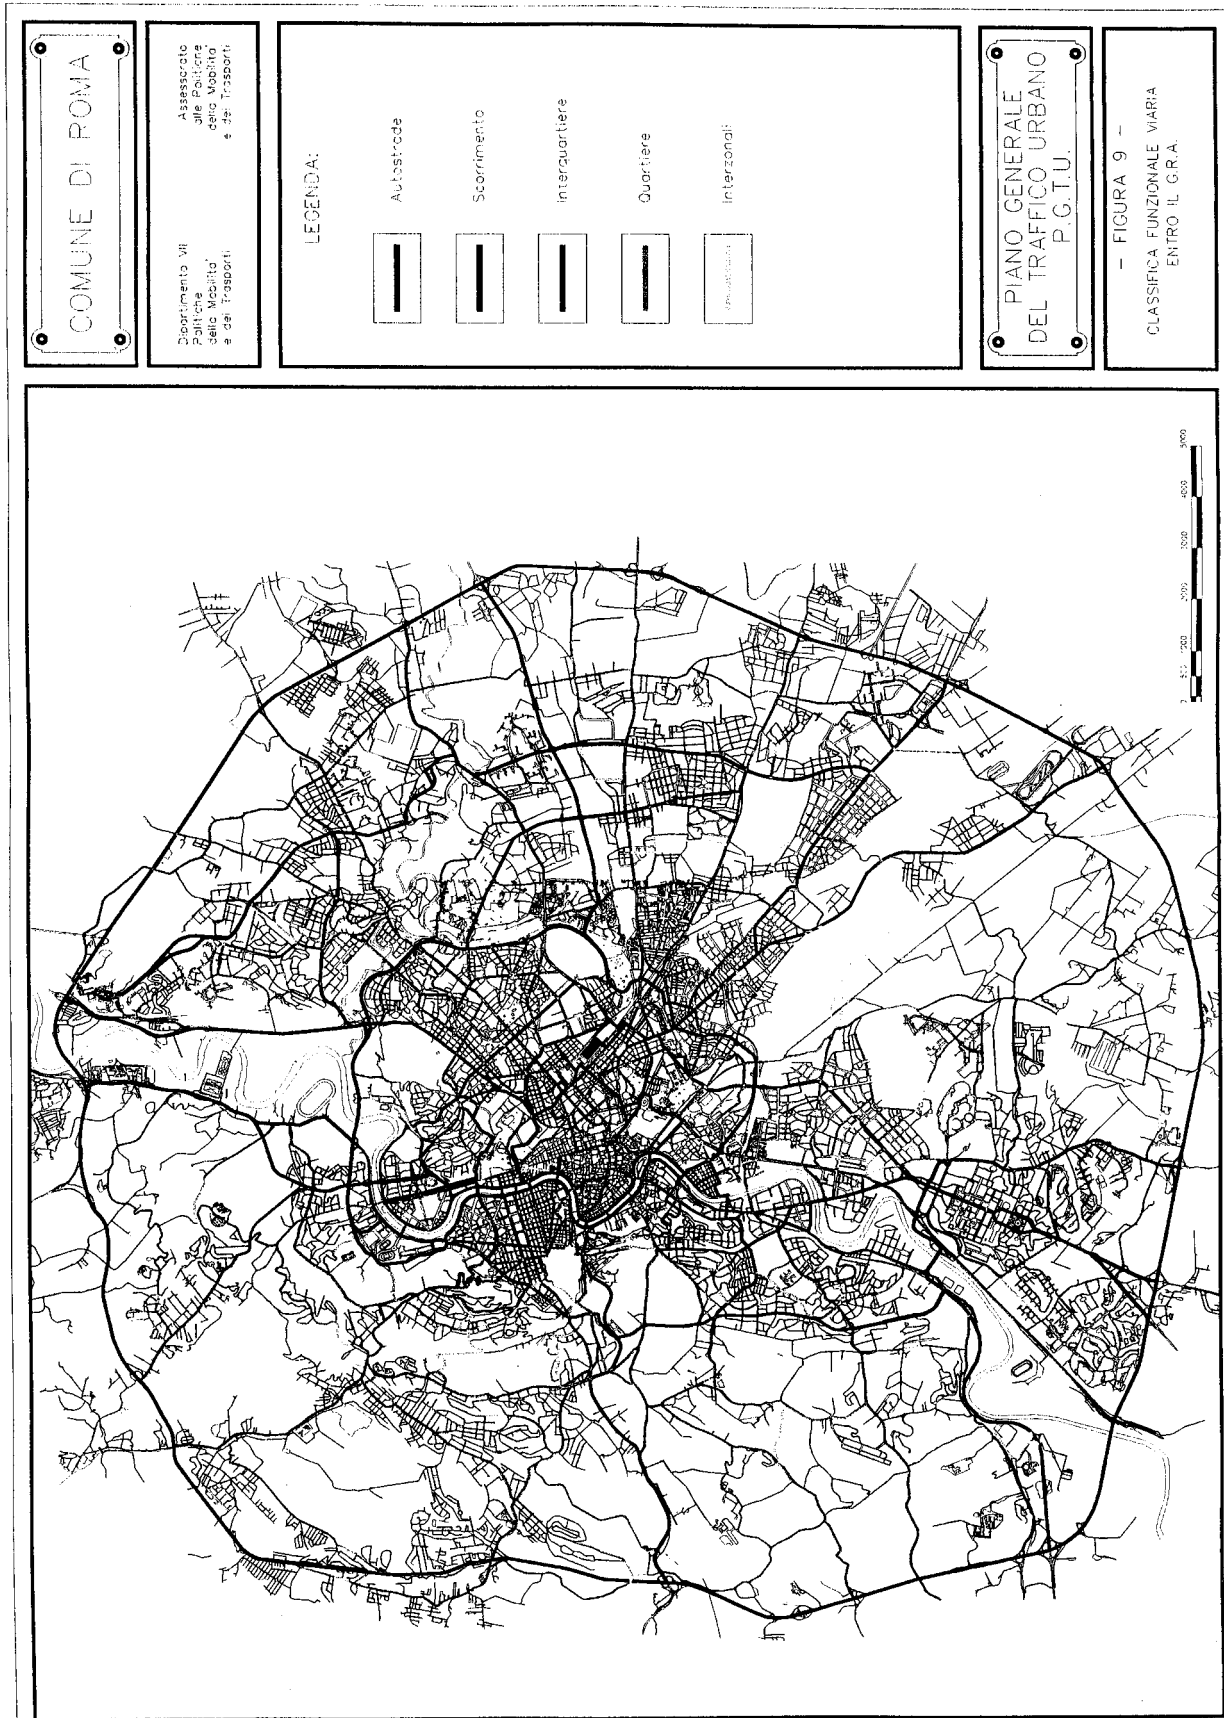 COMUNE DI ROMA
Dipartimento VII
Politiche
della Mobilita'
e dei Trasporti
Assessorato
alle Politiche
della Mobilita'
e dei Trasporti
LEGENDA:
Autostrade
Scorrimento
Interquartiere
Quartiere
Interzonali
PIANO GENERALE
DEL TRAFFICO URBANO
P.G.T.U.
- FIGURA 9 -
CLASSIFICA FUNZIONALE VIARIA
ENTRO IL G.R.A.
0 500 1000 2000 3000 4000 5000